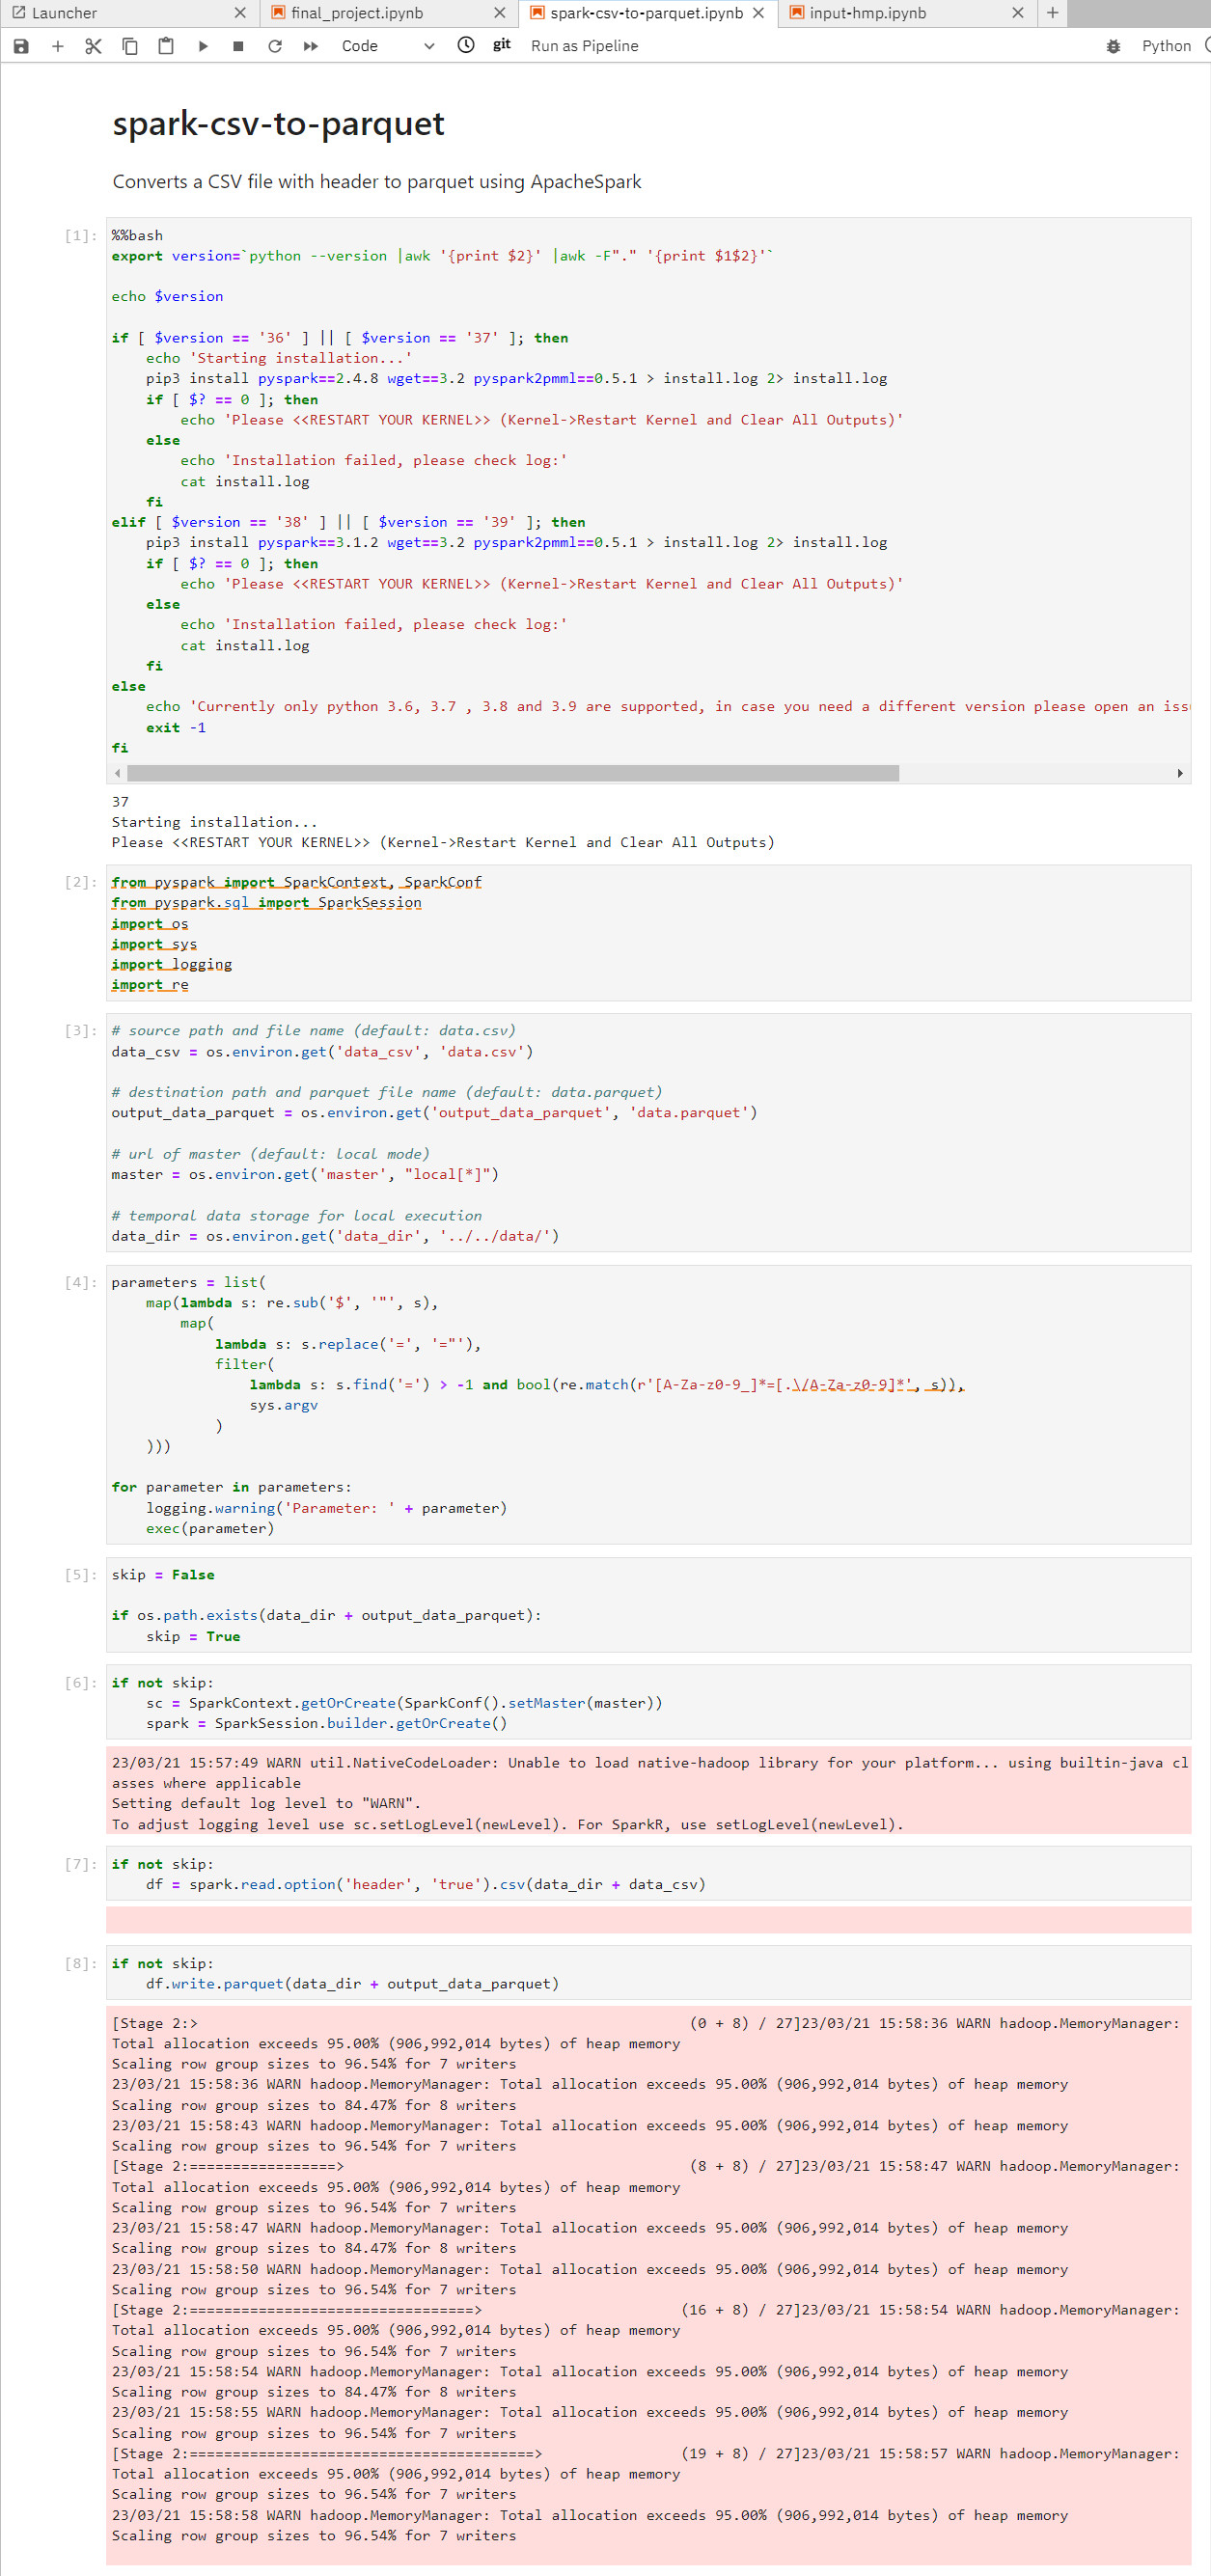 Launcher
final_project.ipynb
spark-csv-to-parquet.ipynb
input-hmp.ipynb
Code
git
Run as Pipeline
Python
spark-csv-to-parquet
Converts a CSV file with header to parquet using ApacheSpark
[1]:
%%bash
export version=`python --version |awk '{print $2}' |awk -F"." '{print $1$2}'`
echo $version
if [ $version == '36' ] || [ $version == '37' ]; then
    echo 'Starting installation...'
    pip3 install pyspark==2.4.8 wget==3.2 pyspark2pmml==0.5.1 > install.log 2> install.log
    if [ $? == 0 ]; then
        echo 'Please <<RESTART YOUR KERNEL>> (Kernel->Restart Kernel and Clear All Outputs)'
    else
        echo 'Installation failed, please check log:'
        cat install.log
    fi
elif [ $version == '38' ] || [ $version == '39' ]; then
    pip3 install pyspark==3.1.2 wget==3.2 pyspark2pmml==0.5.1 > install.log 2> install.log
    if [ $? == 0 ]; then
        echo 'Please <<RESTART YOUR KERNEL>> (Kernel->Restart Kernel and Clear All Outputs)'
    else
        echo 'Installation failed, please check log:'
        cat install.log
    fi
else
    echo 'Currently only python 3.6, 3.7 , 3.8 and 3.9 are supported, in case you need a different version please open an
    exit -1
fi
37
Starting installation...
Please <<RESTART YOUR KERNEL>> (Kernel->Restart Kernel and Clear All Outputs)
[2]:
from pyspark import SparkContext, SparkConf
from pyspark.sql import SparkSession
import os
import sys
import logging
import re
[3]:
# source path and file name (default: data.csv)
data_csv = os.environ.get('data_csv', 'data.csv')
# destination path and parquet file name (default: data.parquet)
output_data_parquet = os.environ.get('output_data_parquet', 'data.parquet')
# url of master (default: local mode)
master = os.environ.get('master', "local[*]")
# temporal data storage for local execution
data_dir = os.environ.get('data_dir', '../../data/')
[4]:
parameters = list(
    map(lambda s: re.sub('$', '"', s),
        map(
            lambda s: s.replace('=', '="'),
            filter(
                lambda s: s.find('=') > -1 and bool(re.match(r'[A-Za-z0-9_]*=[.\/A-Za-z0-9]*', s)),
                sys.argv
            )
    )))
for parameter in parameters:
    logging.warning('Parameter: ' + parameter)
    exec(parameter)
[5]:
skip = False
if os.path.exists(data_dir + output_data_parquet):
    skip = True
[6]:
if not skip:
    sc = SparkContext.getOrCreate(SparkConf().setMaster(master))
    spark = SparkSession.builder.getOrCreate()
23/03/21 15:57:49 WARN util.NativeCodeLoader: Unable to load native-hadoop library for your platform... using builtin-java cl
asses where applicable
Setting default log level to "WARN".
To adjust logging level use sc.setLogLevel(newLevel). For SparkR, use setLogLevel(newLevel).
[7]:
if not skip:
    df = spark.read.option('header', 'true').csv(data_dir + data_csv)
[8]:
if not skip:
    df.write.parquet(data_dir + output_data_parquet)
[Stage 2:> (0 + 8) / 27]23/03/21 15:58:36 WARN hadoop.MemoryManager:
Total allocation exceeds 95.00% (906,992,014 bytes) of heap memory
Scaling row group sizes to 96.54% for 7 writers
23/03/21 15:58:36 WARN hadoop.MemoryManager: Total allocation exceeds 95.00% (906,992,014 bytes) of heap memory
Scaling row group sizes to 84.47% for 8 writers
23/03/21 15:58:43 WARN hadoop.MemoryManager: Total allocation exceeds 95.00% (906,992,014 bytes) of heap memory
Scaling row group sizes to 96.54% for 7 writers
[Stage 2:=================> (8 + 8) / 27]23/03/21 15:58:47 WARN hadoop.MemoryManager:
Total allocation exceeds 95.00% (906,992,014 bytes) of heap memory
Scaling row group sizes to 96.54% for 7 writers
23/03/21 15:58:47 WARN hadoop.MemoryManager: Total allocation exceeds 95.00% (906,992,014 bytes) of heap memory
Scaling row group sizes to 84.47% for 8 writers
23/03/21 15:58:50 WARN hadoop.MemoryManager: Total allocation exceeds 95.00% (906,992,014 bytes) of heap memory
Scaling row group sizes to 96.54% for 7 writers
[Stage 2:=================================> (16 + 8) / 27]23/03/21 15:58:54 WARN hadoop.MemoryManager:
Total allocation exceeds 95.00% (906,992,014 bytes) of heap memory
Scaling row group sizes to 96.54% for 7 writers
23/03/21 15:58:54 WARN hadoop.MemoryManager: Total allocation exceeds 95.00% (906,992,014 bytes) of heap memory
Scaling row group sizes to 84.47% for 8 writers
23/03/21 15:58:55 WARN hadoop.MemoryManager: Total allocation exceeds 95.00% (906,992,014 bytes) of heap memory
Scaling row group sizes to 96.54% for 7 writers
[Stage 2:========================================> (19 + 8) / 27]23/03/21 15:58:57 WARN hadoop.MemoryManager:
Total allocation exceeds 95.00% (906,992,014 bytes) of heap memory
Scaling row group sizes to 96.54% for 7 writers
23/03/21 15:58:58 WARN hadoop.MemoryManager: Total allocation exceeds 95.00% (906,992,014 bytes) of heap memory
Scaling row group sizes to 96.54% for 7 writers